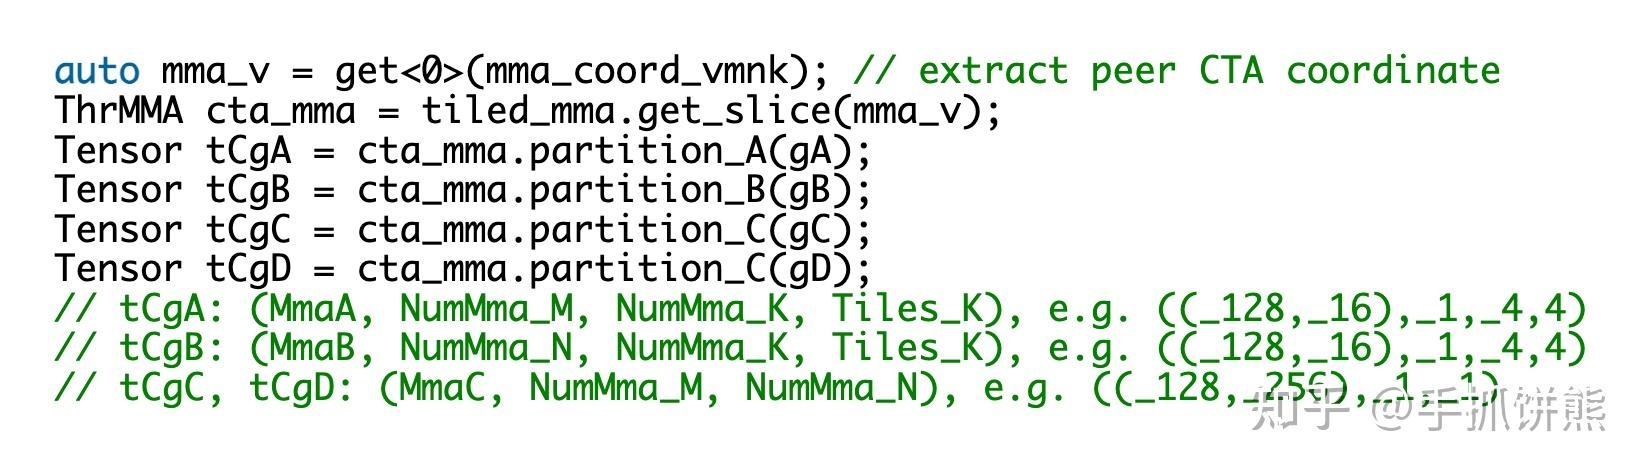 auto mma_v = get<0>(mma_coord_vmnk); // extract peer CTA coordinate
ThrMMA cta_mma = tiled_mma.get_slice(mma_v);
Tensor tCgA = cta_mma.partition_A(gA);
Tensor tCgB = cta_mma.partition_B(gB);
Tensor tCgC = cta_mma.partition_C(gC);
Tensor tCgD = cta_mma.partition_C(gD);
// tCgA: (MmaA, NumMma_M, NumMma_K, Tiles_K), e.g. ((_128,_16),_1,_4,4)
// tCgB: (MmaB, NumMma_N, NumMma_K, Tiles_K), e.g. ((_128,_16),_1,_4,4)
// tCgC, tCgD: (MmaC, NumMma_M, NumMma_N), e.g. ((_128,_256),_1,_1)
知乎 @手抓饼熊